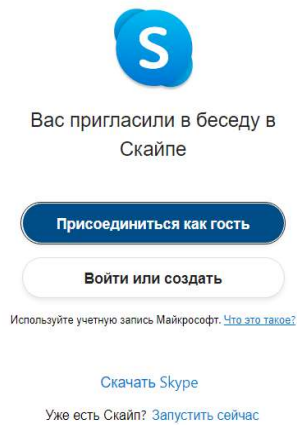 S
Вас пригласили в беседу в
Скайпе
Присоединиться как гость
Войти или создать
Используйте учетную запись Майкрософт. Что это такое?
Скачать Skype
Уже есть Скайп? Запустить сейчас